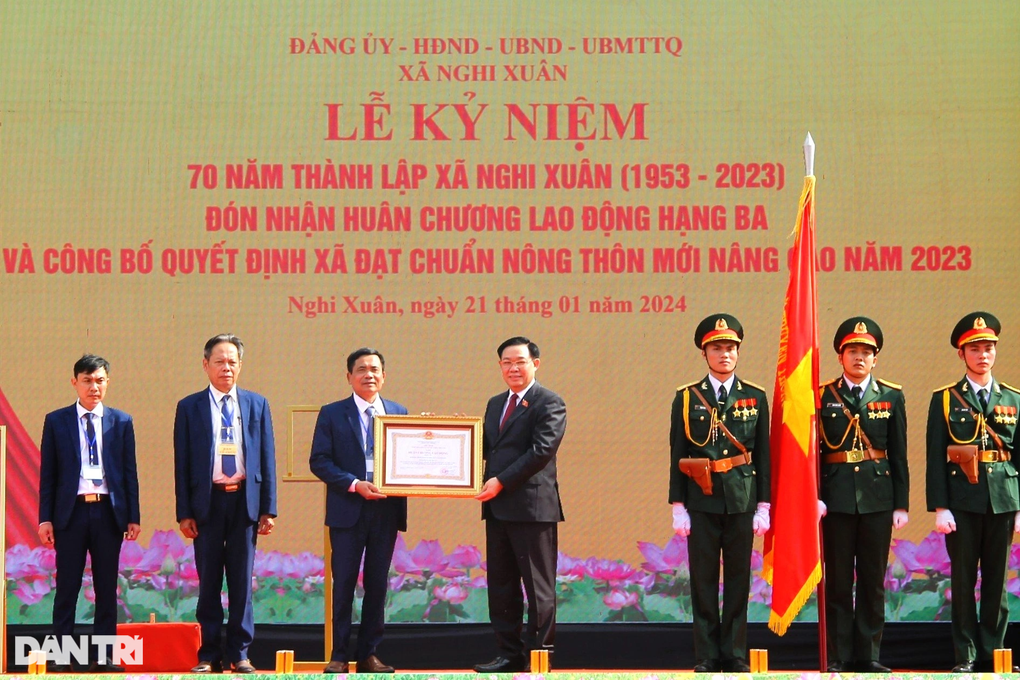 ĐẢNG ỦY - HĐND - UBND - UBMTTQ
XÃ NGHI XUÂN
LỄ KỶ NIỆM
70 NĂM THÀNH LẬP XÃ NGHI XUÂN (1953 - 2023)
ĐÓN NHẬN HUÂN CHƯƠNG LAO ĐỘNG HẠNG BA
VÀ CÔNG BỐ QUYẾT ĐỊNH XÃ ĐẠT CHUẨN NÔNG THÔN MỚI NÂNG CAO NĂM 2023
Nghi Xuân, ngày 21 tháng 01 năm 2024
DÂN TRÍ